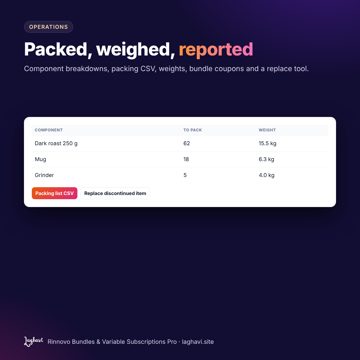 OPERATIONS
Packed, weighed, reported
Component breakdowns, packing CSV, weights, bundle coupons and a replace tool.
COMPONENT TO PACK WEIGHT
Dark roast 250 g 62 15.5 kg
Mug 18 6.3 kg
Grinder 5 4.0 kg
Packing list CSV Replace discontinued item
laghavi Rinnovo Bundles & Variable Subscriptions Pro · laghavi.site